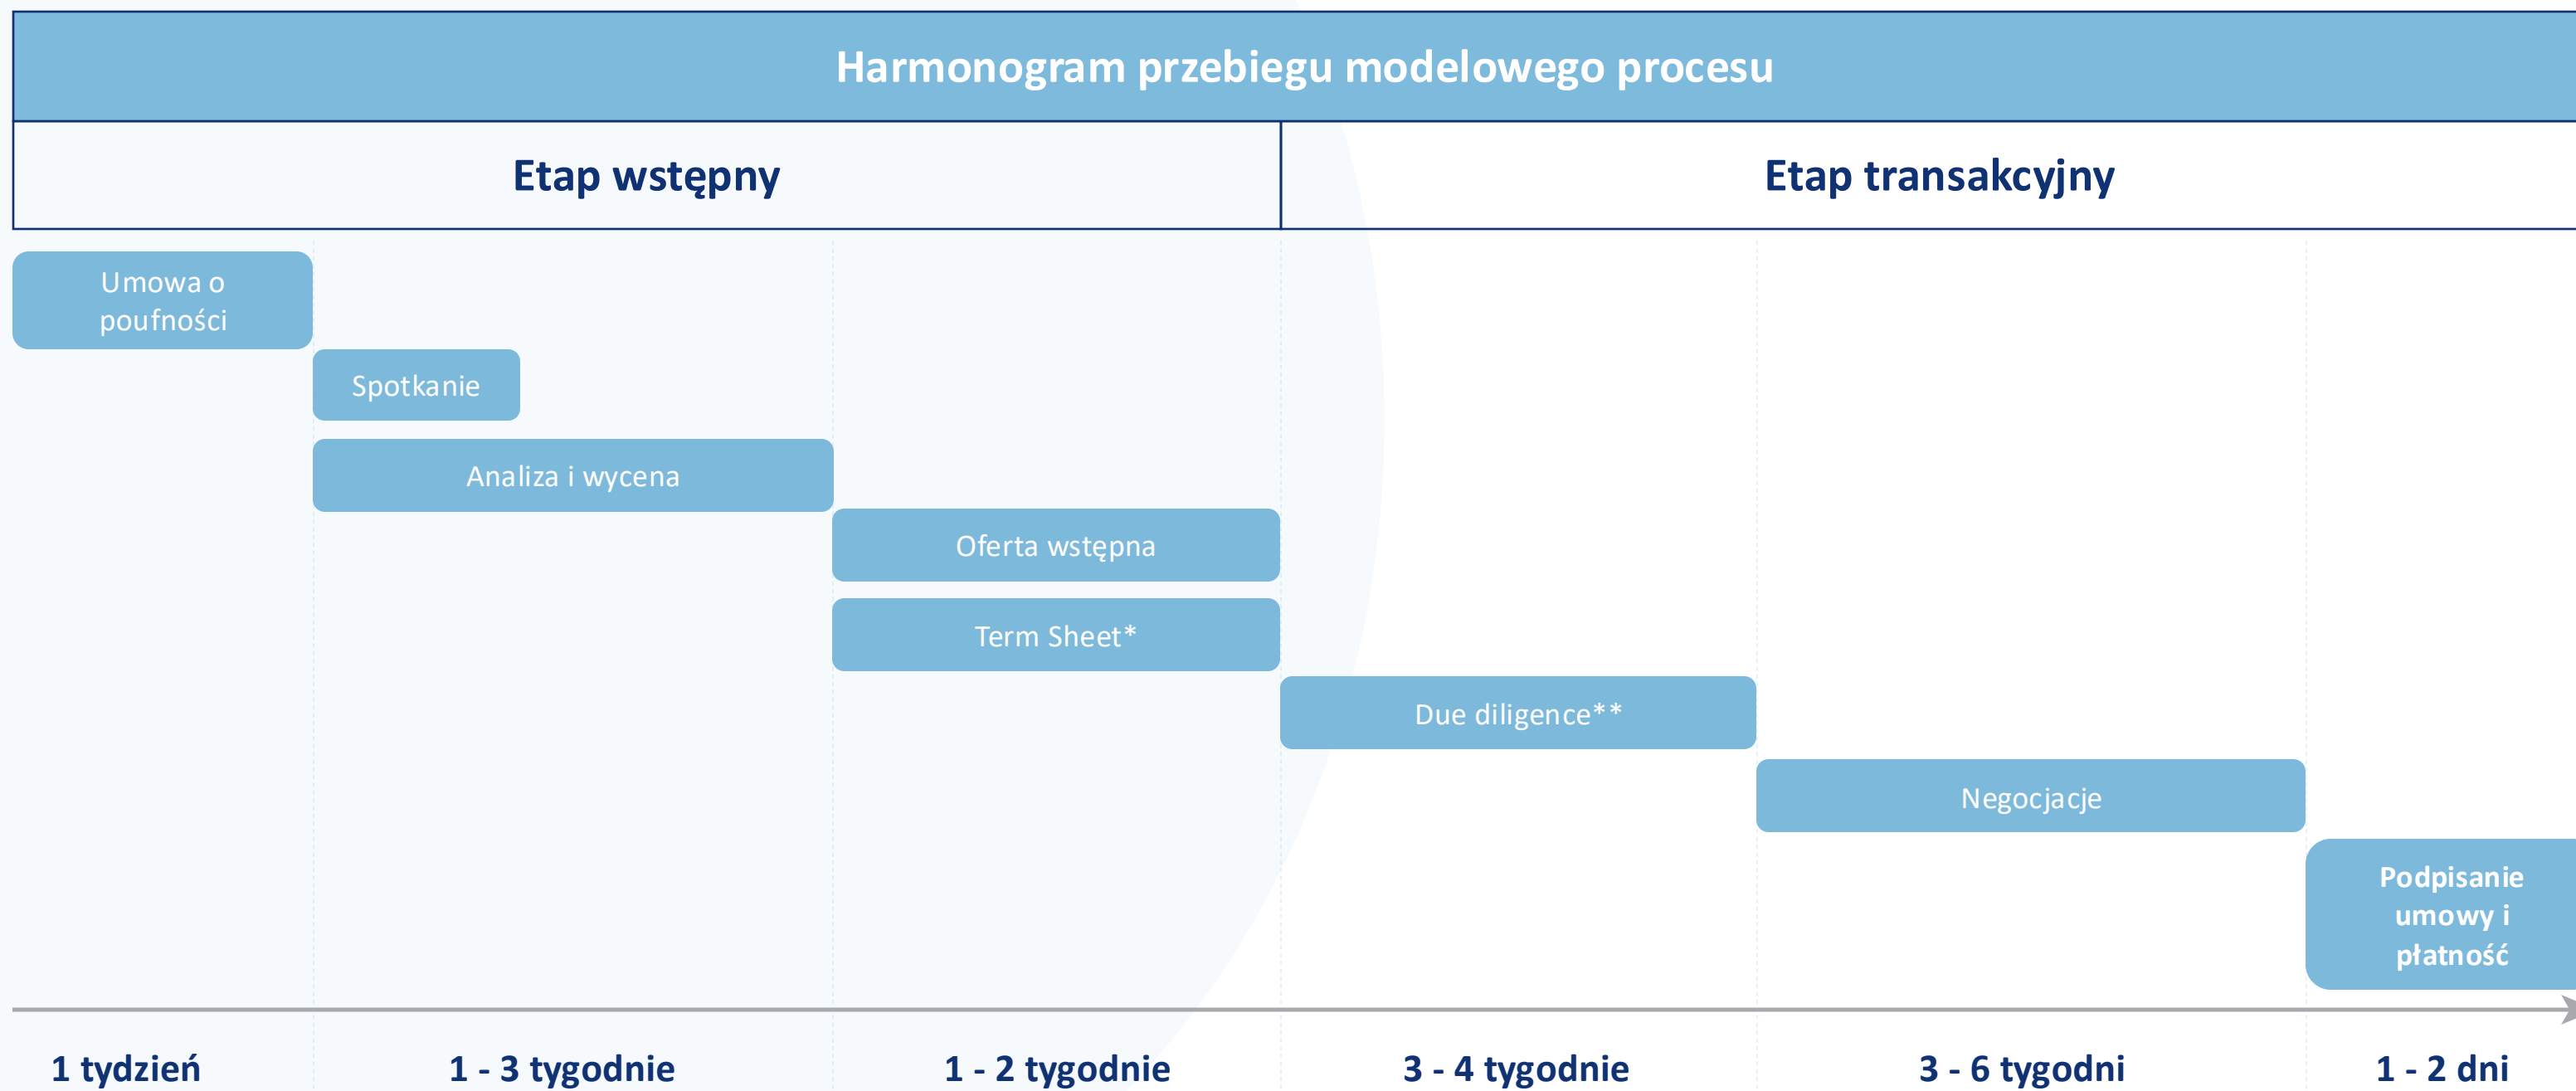 Harmonogram przebiegu modelowego procesu
Etap wstępny
Etap transakcyjny
Umowa o
poufności
Spotkanie
Analiza i wycena
Oferta wstępna
Term Sheet*
Due diligence**
Negocjacje
Podpisanie
umowy i
płatność
1 tydzień
1 - 3 tygodnie
1 - 2 tygodnie
3 - 4 tygodnie
3 - 6 tygodni
1 - 2 dni